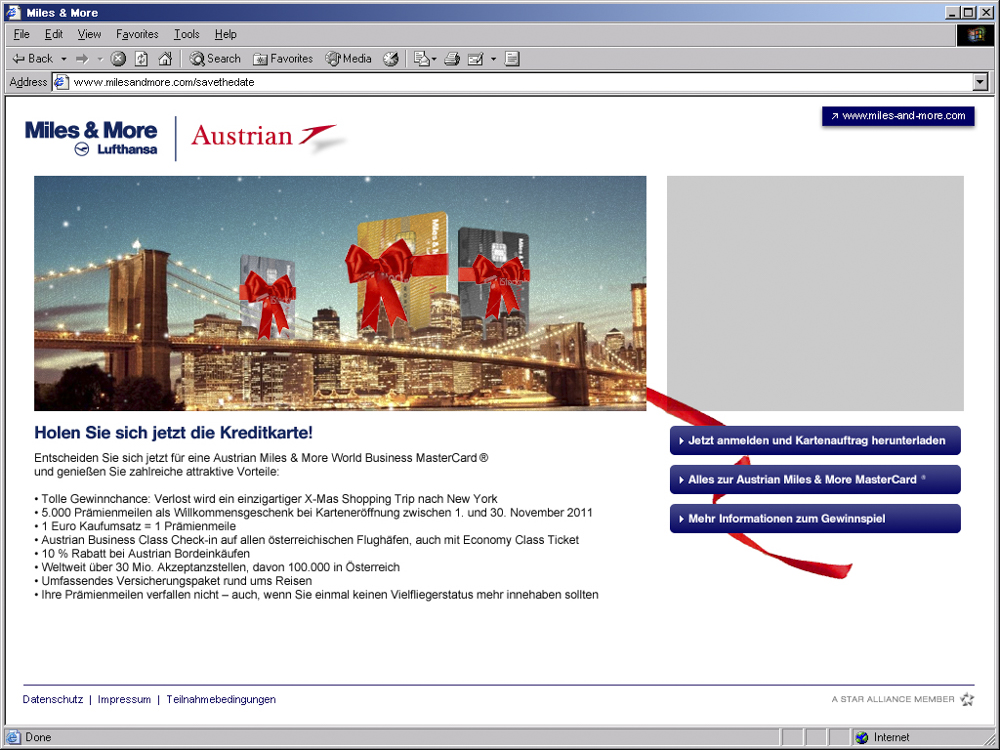 Miles & More
File Edit View Favorites Tools Help
Back Search Favorites Media
Address www.milesandmore.com/savethedate
www.miles-and-more.com
Miles & More
Lufthansa
Austrian
Miles & M
Miles & M
Holen Sie sich jetzt die Kreditkarte!
Entscheiden Sie sich jetzt für eine Austrian Miles & More World Business MasterCard®
und genießen Sie zahlreiche attraktive Vorteile:
• Tolle Gewinnchance: Verlost wird ein einzigartiger X-Mas Shopping Trip nach New York
• 5.000 Prämienmeilen als Willkommensgeschenk bei Karteneröffnung zwischen 1. und 30. November 2011
• 1 Euro Kaufumsatz = 1 Prämienmeile
• Austrian Business Class Check-in auf allen österreichischen Flughäfen, auch mit Economy Class Ticket
• 10 % Rabatt bei Austrian Bordeinkäufen
• Weltweit über 30 Mio. Akzeptanzstellen, davon 100.000 in Österreich
• Umfassendes Versicherungspaket rund ums Reisen
• Ihre Prämienmeilen verfallen nicht – auch, wenn Sie einmal keinen Vielfliegerstatus mehr innehaben sollten
Jetzt anmelden und Kartenauftrag herunterladen
Alles zur Austrian Miles & More MasterCard ®
Mehr Informationen zum Gewinnspiel
Datenschutz | Impressum | Teilnahmebedingungen
A STAR ALLIANCE MEMBER
Done Internet